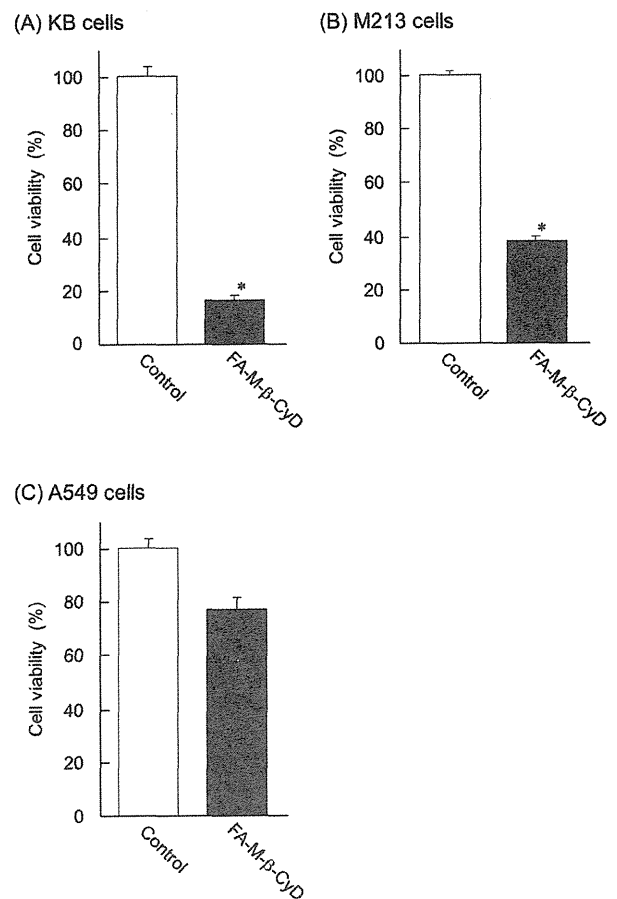 (A) KB cells
Cell viability (%)
100
80
60
40
20
0
*
Control
FA-M-β-CyD
(B) M213 cells
Cell viability (%)
100
80
60
40
20
0
*
Control
FA-M-β-CyD
(C) A549 cells
Cell viability (%)
100
80
60
40
20
0
Control
FA-M-β-CyD